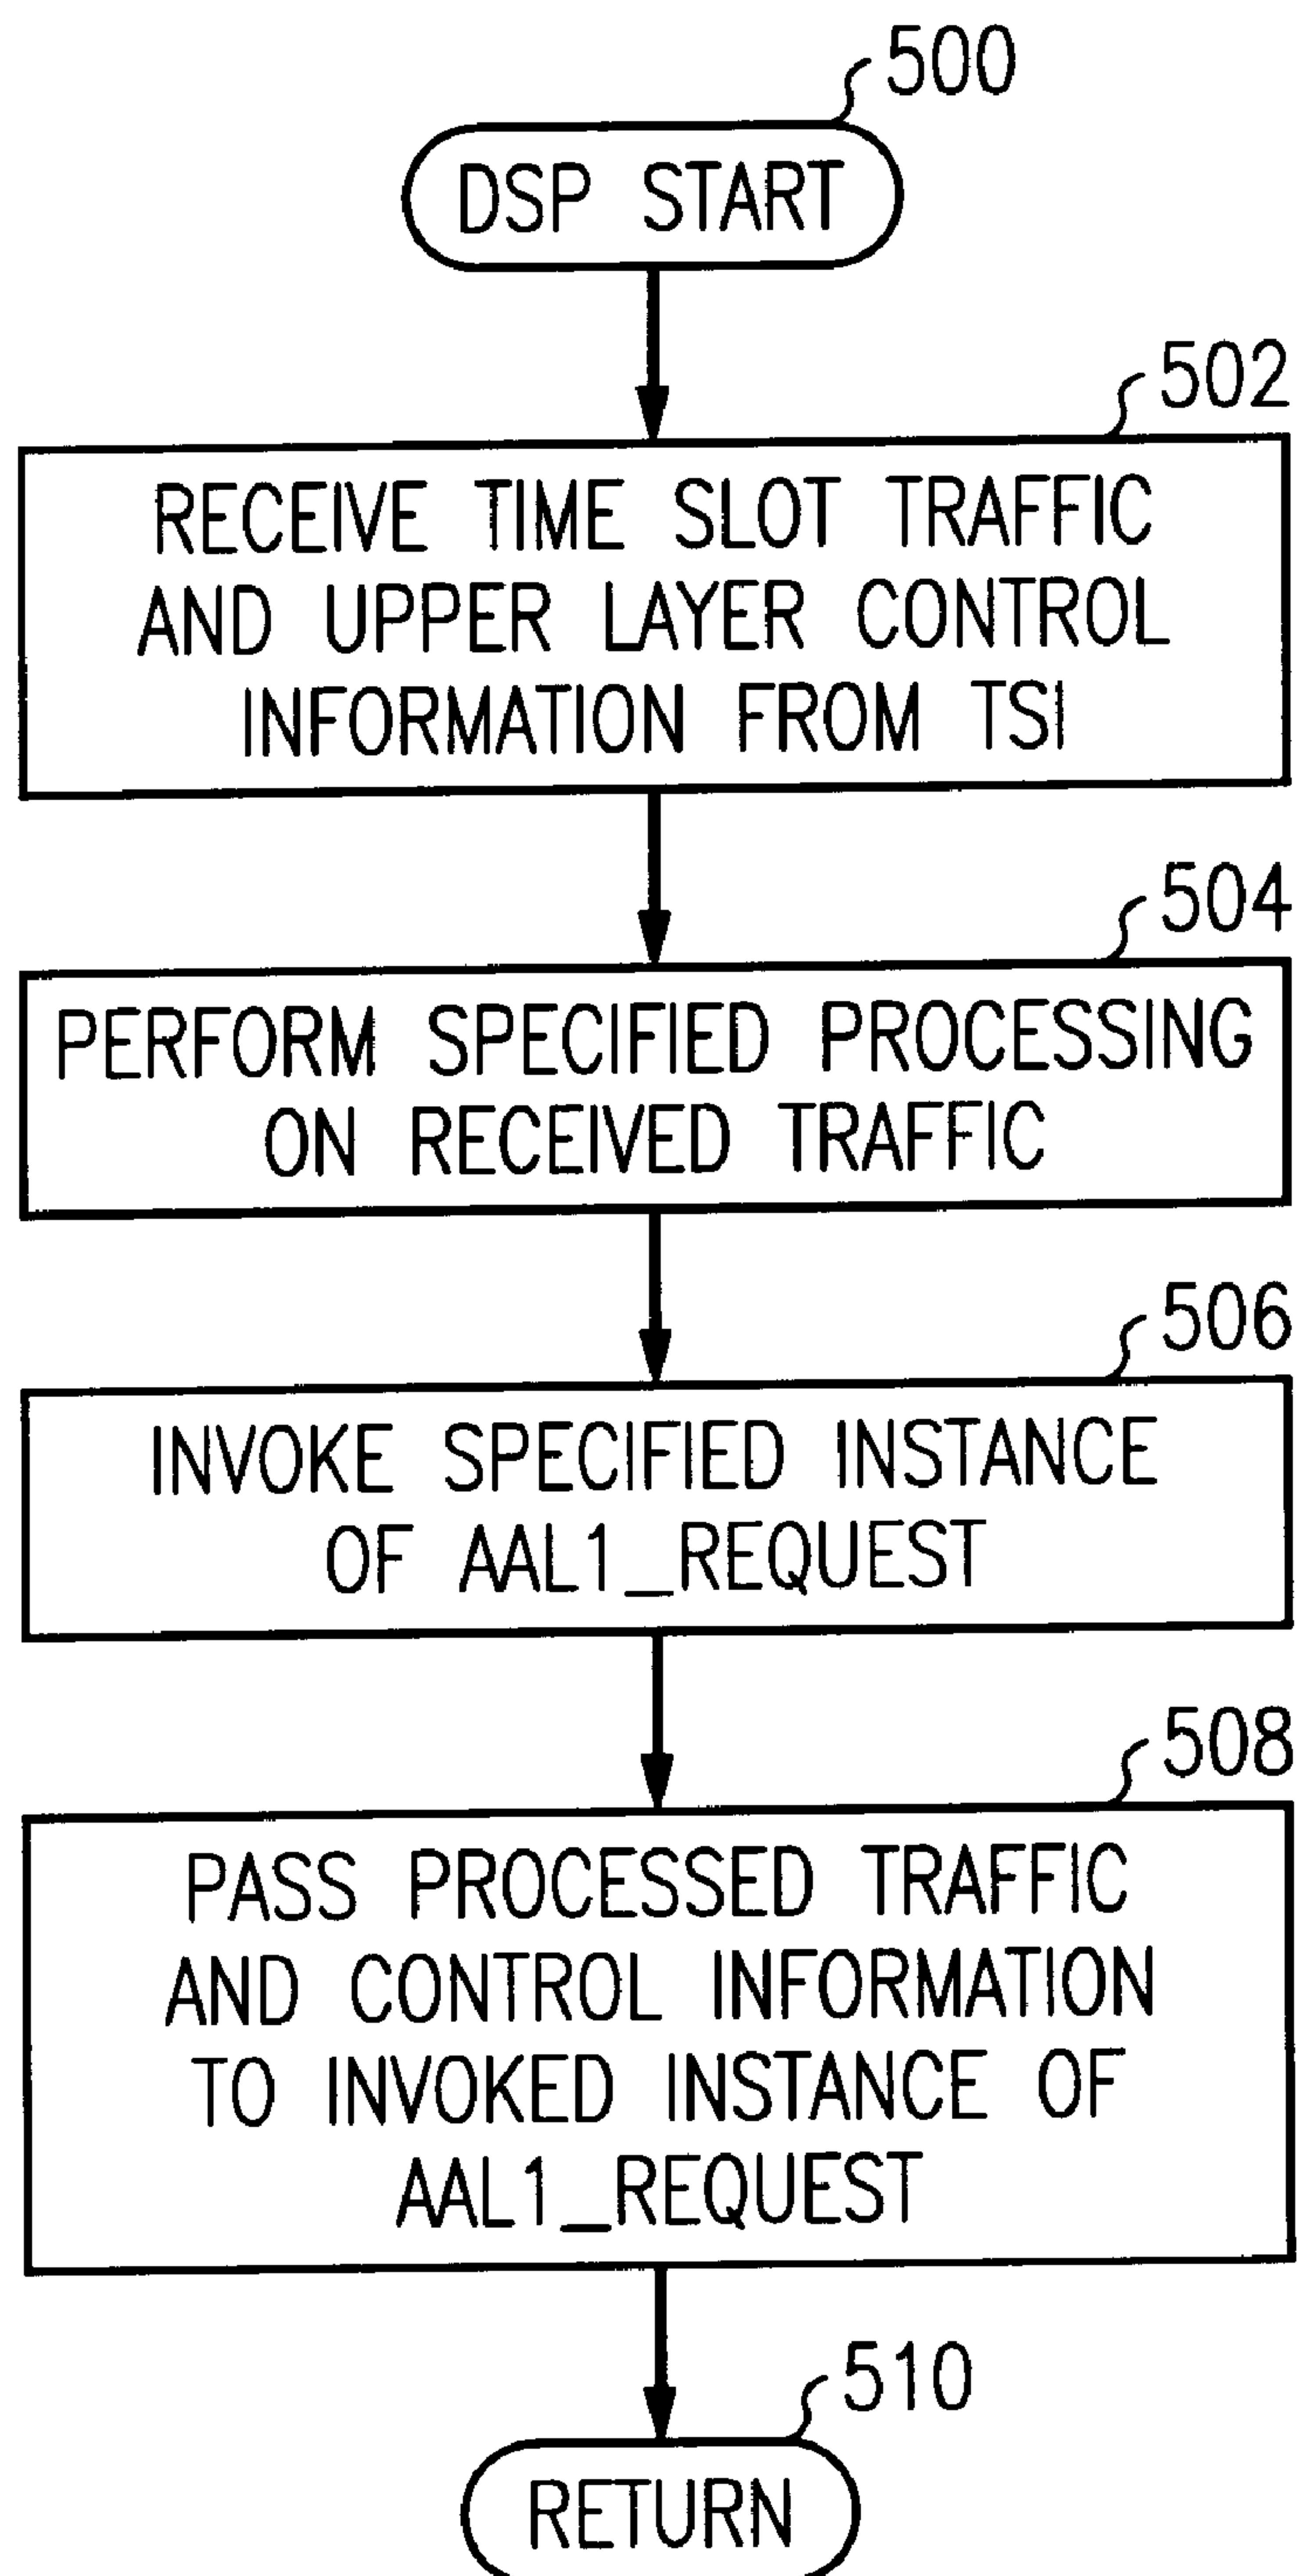 500
DSP START
502
RECEIVE TIME SLOT TRAFFIC
AND UPPER LAYER CONTROL
INFORMATION FROM TSI
504
PERFORM SPECIFIED PROCESSING
ON RECEIVED TRAFFIC
506
INVOKE SPECIFIED INSTANCE
OF AAL1_REQUEST
508
PASS PROCESSED TRAFFIC
AND CONTROL INFORMATION
TO INVOKED INSTANCE OF
AAL1_REQUEST
510
RETURN